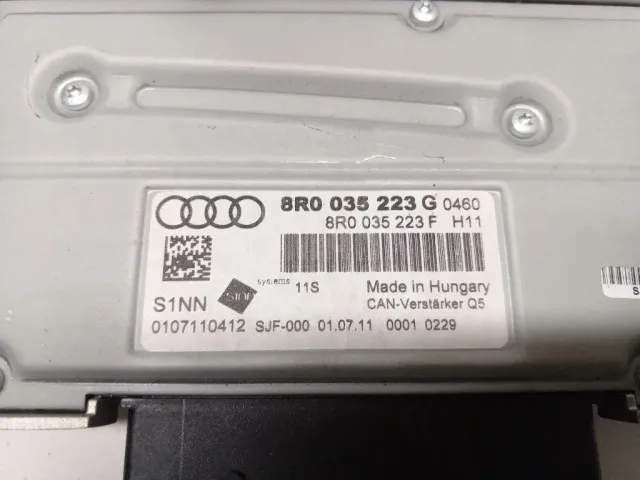 8R0 035 223 G 0460
8R0 035 223 F H11
systems 11S
Made in Hungary
S1NN
CAN-Verstärker Q5
0107110412 SJF-000 01.07.11 0001 0229
S